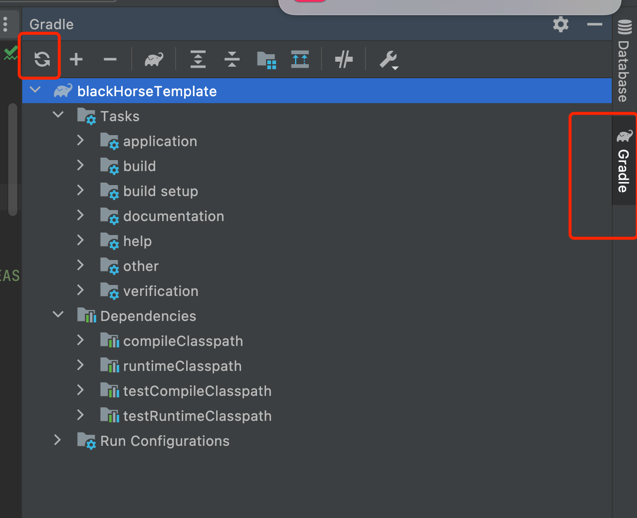 Gradle
blackHorseTemplate
Tasks
application
build
build setup
documentation
help
other
verification
Dependencies
compileClasspath
runtimeClasspath
testCompileClasspath
testRuntimeClasspath
Run Configurations
EAS
Database
Gradle